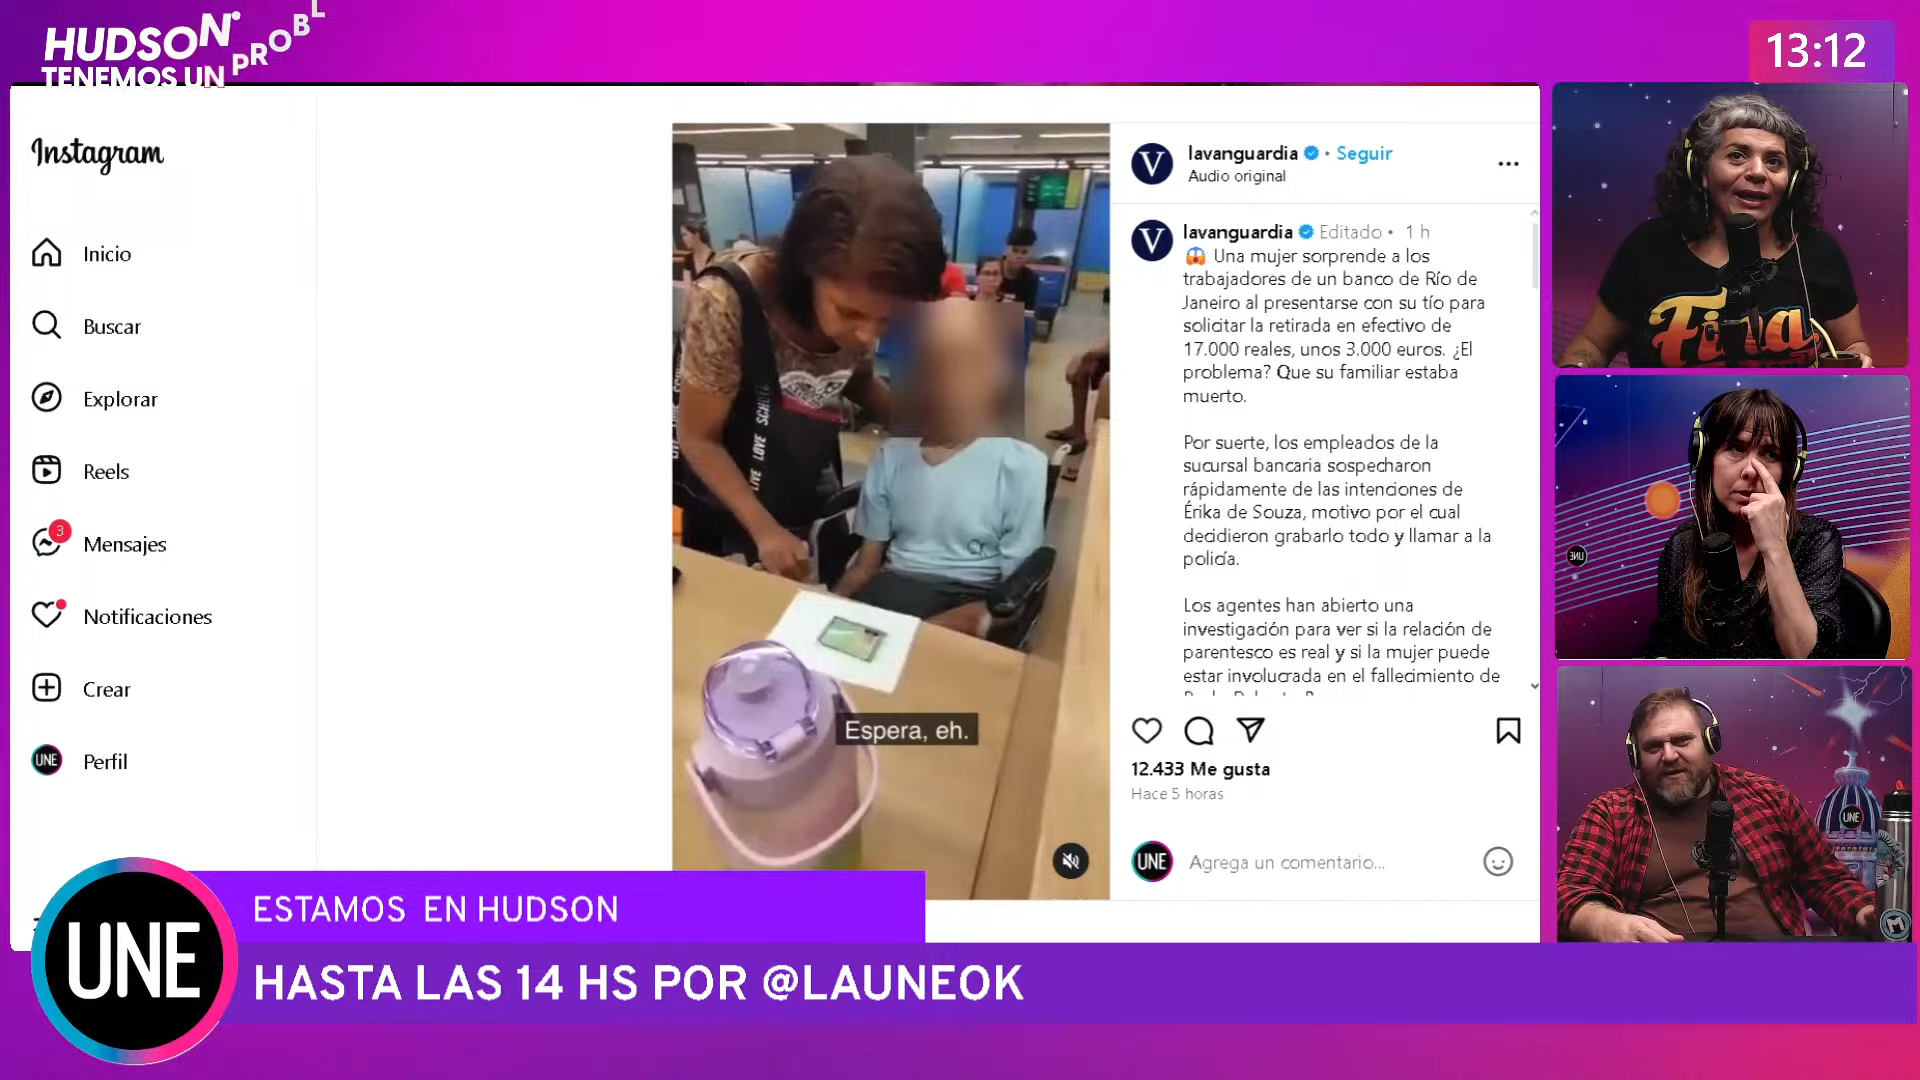 HUDSON
TENEMOS UN PROBL
13:12
Instagram
Inicio
Buscar
Explorar
Reels
3
Mensajes
Notificaciones
Crear
UNE
Perfil
LIVE LOVE SCHU
Espera, eh.
V
lavanguardia • Seguir
Audio original
V
lavanguardia Editado • 1 h
😱 Una mujer sorprende a los
trabajadores de un banco de Río de
Janeiro al presentarse con su tío para
solicitar la retirada en efectivo de
17.000 reales, unos 3.000 euros. ¿El
problema? Que su familiar estaba
muerto.
Por suerte, los empleados de la
sucursal bancaria sospecharon
rápidamente de las intenciones de
Érika de Souza, motivo por el cual
decidieron grabarlo todo y llamar a la
policía.
Los agentes han abierto una
investigación para ver si la relación de
parentesco es real y si la mujer puede
estar involucrada en el fallecimiento de
12.433 Me gusta
Hace 5 horas
UNE
Agrega un comentario...
UNE
UNE
M
UNE
ESTAMOS EN HUDSON
HASTA LAS 14 HS POR @LAUNEOK